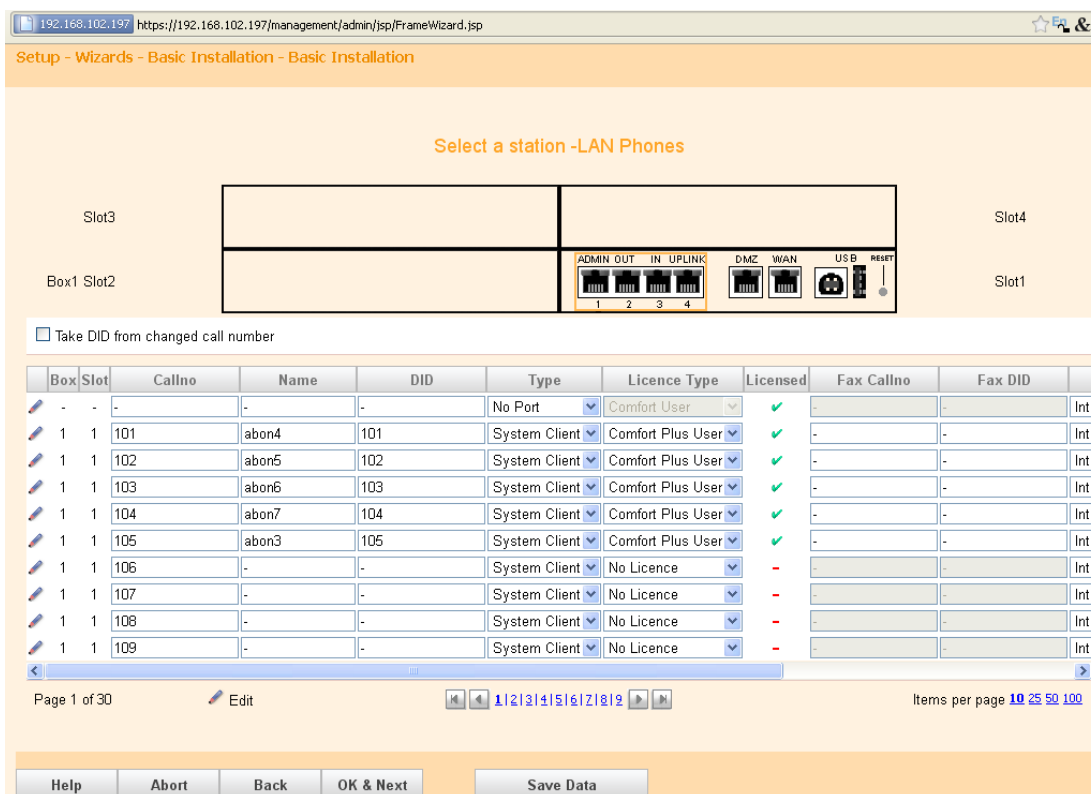 192.168.102.197 https://192.168.102.197/management/admin/jsp/FrameWizard.jsp
Setup - Wizards - Basic Installation - Basic Installation
Select a station -LAN Phones
Slot3 Slot4
ADMIN OUT IN UPLINK DMZ WAN USB RESET
Box1 Slot2 Slot1
1 2 3 4
Take DID from changed call number
Box Slot Callno Name DID Type Licence Type Licensed Fax Callno Fax DID
- - - - - No Port Comfort User - - Int
1 1 101 abon4 101 System Client Comfort Plus User - - Int
1 1 102 abon5 102 System Client Comfort Plus User - - Int
1 1 103 abon6 103 System Client Comfort Plus User - - Int
1 1 104 abon7 104 System Client Comfort Plus User - - Int
1 1 105 abon3 105 System Client Comfort Plus User - - Int
1 1 106 - - System Client No Licence - - - Int
1 1 107 - - System Client No Licence - - - Int
1 1 108 - - System Client No Licence - - - Int
1 1 109 - - System Client No Licence - - - Int
Page 1 of 30 Edit 1|2|3|4|5|6|7|8|9 Items per page 10 25 50 100
Help Abort Back OK & Next Save Data